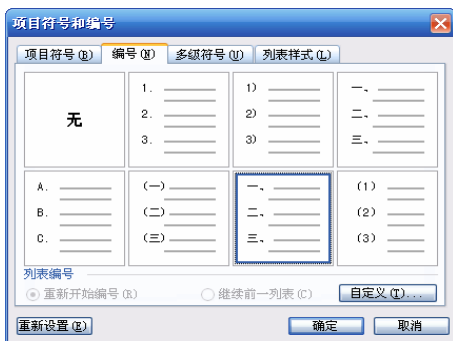 项目符号和编号
项目符号(B) 编号(N) 多级符号(U) 列表样式(L)
无
1.
2.
3.
1)
2)
3)
一、
二、
三、
A.
B.
C.
(一)
(二)
(三)
一、
二、
三、
(1)
(2)
(3)
列表编号
重新开始编号(R) 继续前一列表(C) 自定义(T)...
重新设置(E) 确定 取消